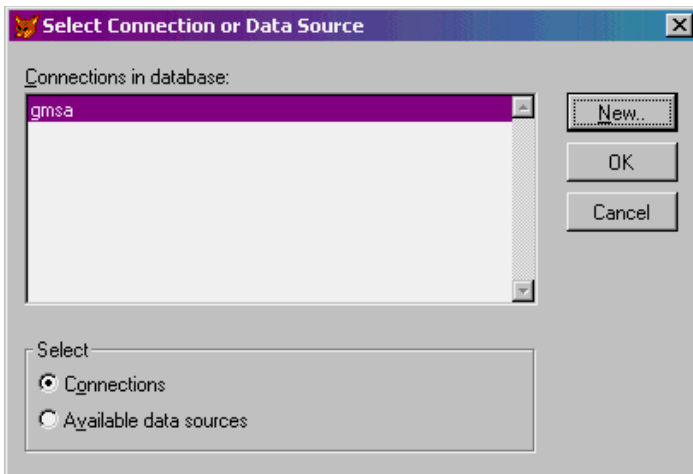 Select Connection or Data Source
Connections in database:
gmsa
New..
OK
Cancel
Select
Connections
Available data sources